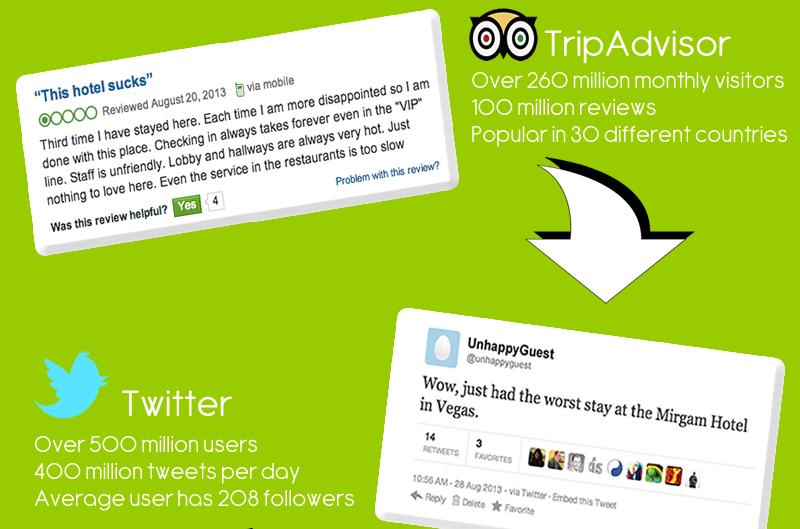 TripAdvisor
Over 260 million monthly visitors
100 million reviews
Popular in 30 different countries
“This hotel sucks”
Reviewed August 20, 2013 via mobile
Third time I have stayed here. Each time I am more disappointed so I am
done with this place. Checking in always takes forever even in the "VIP"
line. Staff is unfriendly. Lobby and hallways are always very hot. Just
nothing to love here. Even the service in the restaurants is too slow
Problem with this review?
Was this review helpful? Yes 4
UnhappyGuest
@unhappyguest
Wow, just had the worst stay at the Mirgam Hotel
in Vegas.
14 RETWEETS 3 FAVORITES
10:56 AM - 28 Aug 2013 - via Twitter · Embed this Tweet
Reply Delete Favorite
Twitter
Over 500 million users
400 million tweets per day
Average user has 208 followers